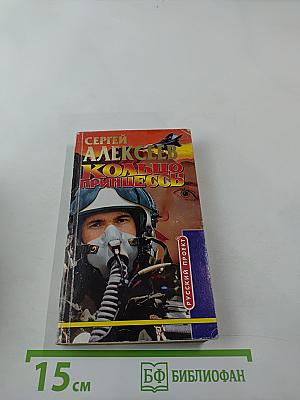 СЕРГЕЙ
АЛЕКСЕЕВ
КОЛЬЦО
ПРИНЦЕССЫ
РУССКИЙ ПРОЕКТ
15 см
БФ БИБЛИОФАН